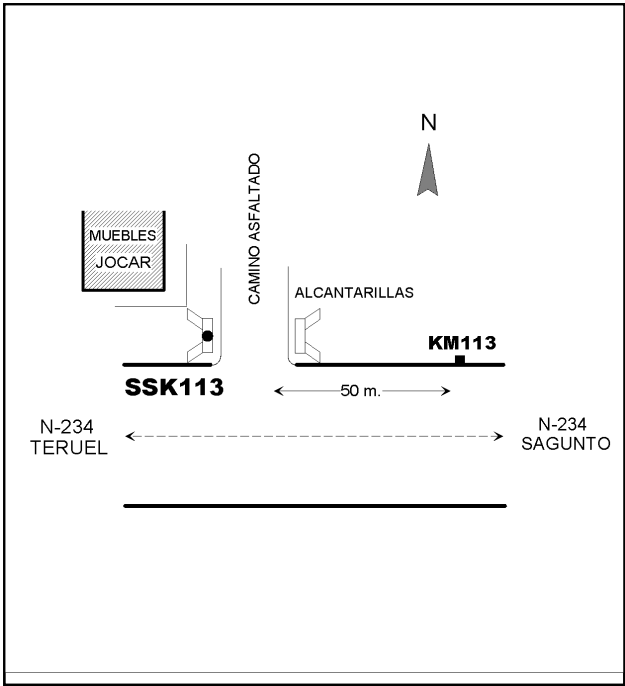 N
CAMINO ASFALTADO
MUEBLES
JOCAR
ALCANTARILLAS
KM113
SSK113
50 m.
N-234
TERUEL
N-234
SAGUNTO